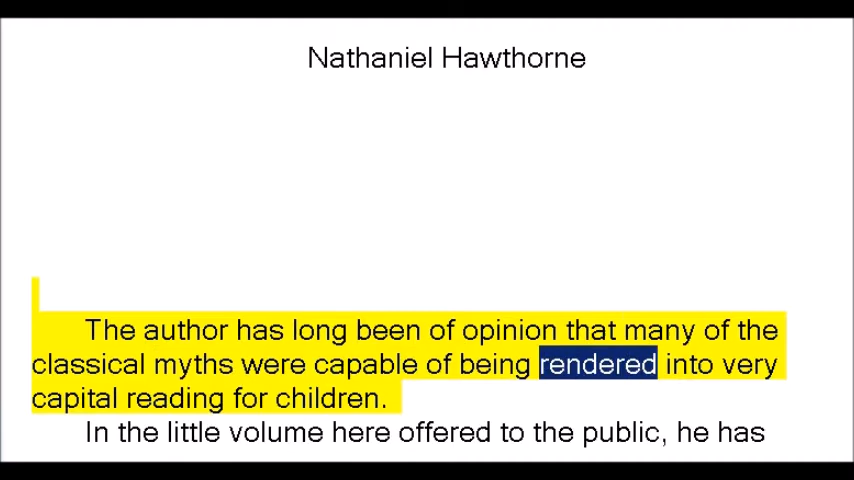 Nathaniel Hawthorne
The author has long been of opinion that many of the
classical myths were capable of being rendered into very
capital reading for children.
In the little volume here offered to the public, he has